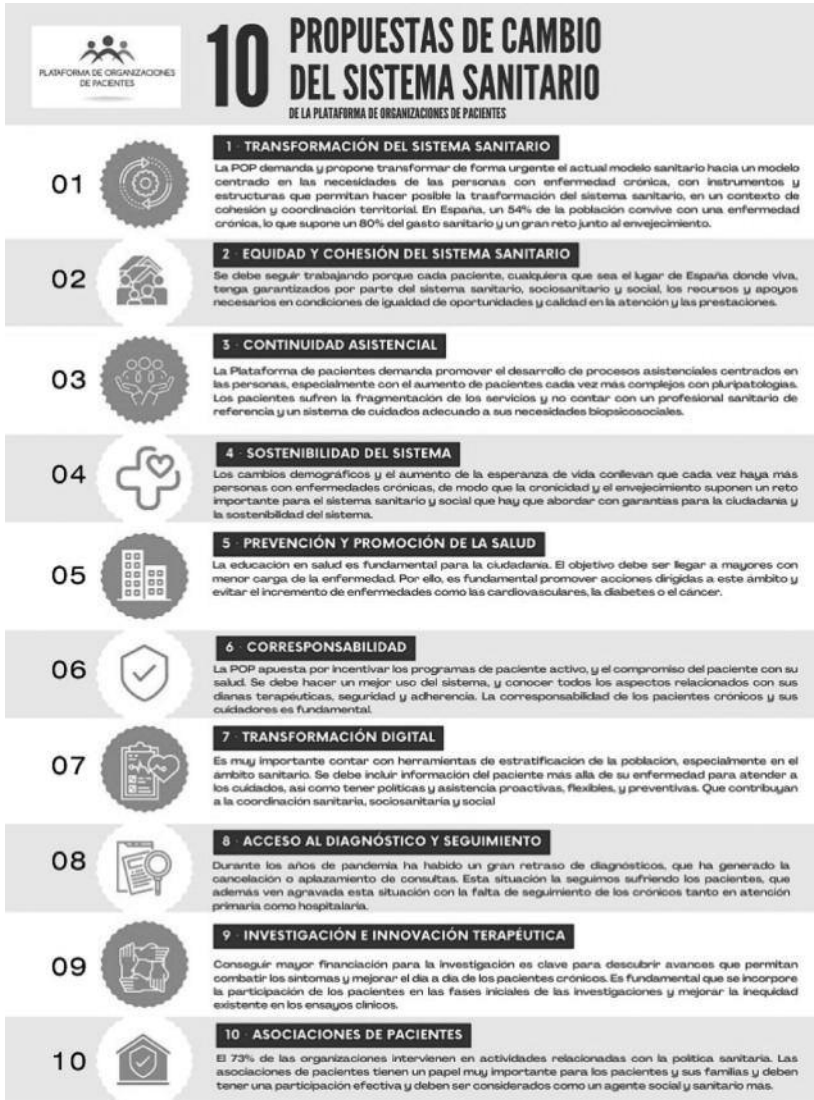 PLATAFORMA DE ORGANIZACIONES
DE PACIENTES
10
PROPUESTAS DE CAMBIO
DEL SISTEMA SANITARIO
DE LA PLATAFORMA DE ORGANIZACIONES DE PACIENTES
01
1 · TRANSFORMACIÓN DEL SISTEMA SANITARIO
La POP demanda y propone transformar de forma urgente el actual modelo sanitario hacia un modelo
centrado en las necesidades de las personas con enfermedad crónica, con instrumentos y
estructuras que permitan hacer posible la trasformación del sistema sanitario, en un contexto de
cohesión y coordinación territorial. En España, un 54% de la población convive con una enfermedad
crónica, lo que supone un 80% del gasto sanitario y un gran reto junto al envejecimiento.
02
2 · EQUIDAD Y COHESIÓN DEL SISTEMA SANITARIO
Se debe seguir trabajando porque cada paciente, cualquiera que sea el lugar de España donde viva,
tenga garantizados por parte del sistema sanitario, sociosanitario y social, los recursos y apoyos
necesarios en condiciones de igualdad de oportunidades y calidad en la atención y las prestaciones.
03
3 · CONTINUIDAD ASISTENCIAL
La Plataforma de pacientes demanda promover el desarrollo de procesos asistenciales centrados en
las personas, especialmente con el aumento de pacientes cada vez más complejos con pluripatologías.
Los pacientes sufren la fragmentación de los servicios y no contar con un profesional sanitario de
referencia y un sistema de cuidados adecuado a sus necesidades biopsicosociales.
04
4 · SOSTENIBILIDAD DEL SISTEMA
Los cambios demográficos y el aumento de la esperanza de vida conllevan que cada vez haya más
personas con enfermedades crónicas, de modo que la cronicidad y el envejecimiento suponen un reto
importante para el sistema sanitario y social que hay que abordar con garantías para la ciudadanía y
la sostenibilidad del sistema.
05
5 · PREVENCIÓN Y PROMOCIÓN DE LA SALUD
La educación en salud es fundamental para la ciudadanía. El objetivo debe ser llegar a mayores con
menor carga de la enfermedad. Por ello, es fundamental promover acciones dirigidas a este ámbito y
evitar el incremento de enfermedades como las cardiovasculares, la diabetes o el cáncer.
06
6 · CORRESPONSABILIDAD
La POP apuesta por incentivar los programas de paciente activo, y el compromiso del paciente con su
salud. Se debe hacer un mejor uso del sistema, y conocer todos los aspectos relacionados con sus
dianas terapéuticas, seguridad y adherencia. La corresponsabilidad de los pacientes crónicos y sus
cuidadores es fundamental.
07
7 · TRANSFORMACIÓN DIGITAL
Es muy importante contar con herramientas de estratificación de la población, especialmente en el
ámbito sanitario. Se debe incluir información del paciente más alla de su enfermedad para atender a
los cuidados, asi como tener políticas y asistencia proactivas, flexibles, y preventivas. Que contribuyan
a la coordinación sanitaria, sociosanitaria y social
08
8 · ACCESO AL DIAGNÓSTICO Y SEGUIMIENTO
Durante los años de pandemia ha habido un gran retraso de diagnósticos, que ha generado la
cancelación o aplazamiento de consultas. Esta situación la seguimos sufriendo los pacientes, que
además ven agravada esta situación con la falta de seguimiento de los crónicos tanto en atención
primaria como hospitalaria.
09
9 · INVESTIGACIÓN E INNOVACIÓN TERAPÉUTICA
Conseguir mayor financiación para la investigación es clave para descubrir avances que permitan
combatir los síntomas y mejorar el día a día de los pacientes crónicos. Es fundamental que se incorpore
la participación de los pacientes en las fases iniciales de las investigaciones y mejorar la inequidad
existente en los ensayos clínicos.
10
10 · ASOCIACIONES DE PACIENTES
El 73% de las organizaciones intervienen en actividades relacionadas con la política sanitaria. Las
asociaciones de pacientes tienen un papel muy importante para los pacientes y sus familias y deben
tener una participación efectiva y deben ser considerados como un agente social y sanitario mas.